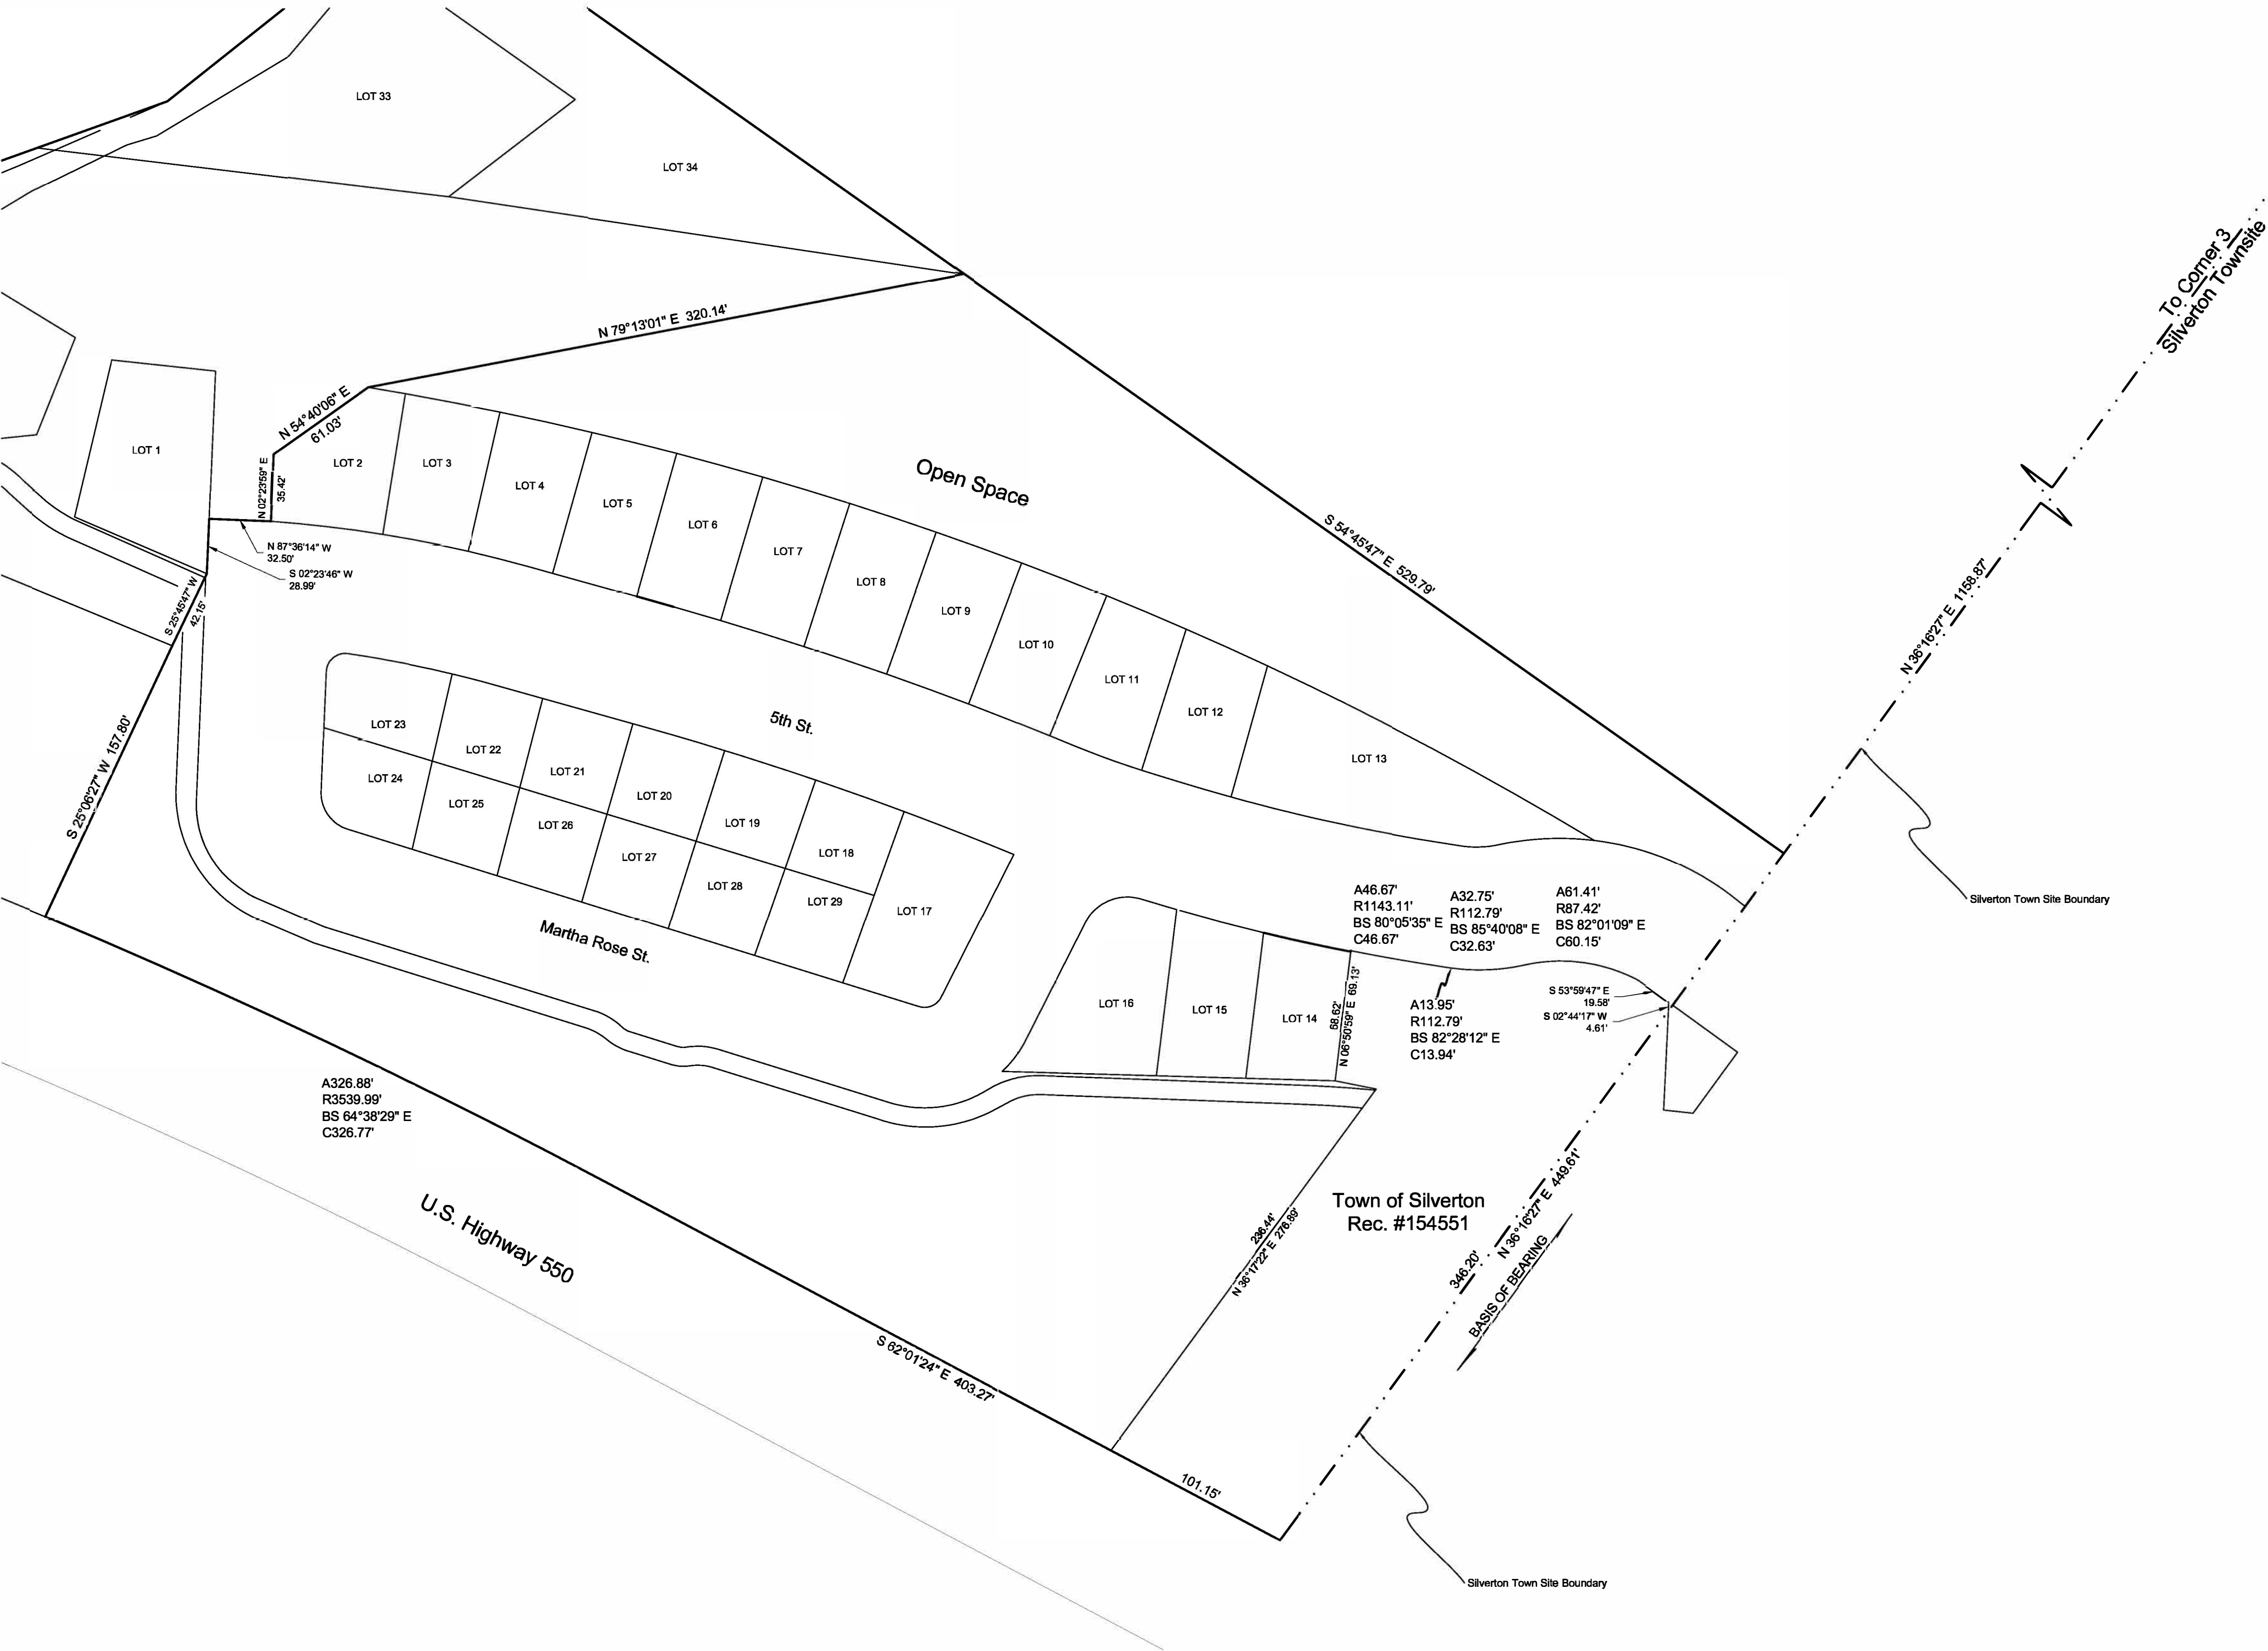 LOT 33
LOT 34
To Corner 3
Silverton Townsite
N 79°13'01" E 320.14'
N 54°40'06" E
61.03'
LOT 1
LOT 2
LOT 3
LOT 4
LOT 5
LOT 6
LOT 7
LOT 8
LOT 9
LOT 10
LOT 11
LOT 12
LOT 13
Open Space
N 02°23'59" E
35.42'
N 87°36'14" W
32.50'
S 02°23'46" W
28.99'
S 25°45'47" W
42.15'
S 54°45'47" E 529.79'
N 36°16'27" E 1158.87'
S 25°06'27" W 157.80'
5th St.
LOT 23
LOT 22
LOT 21
LOT 20
LOT 19
LOT 18
LOT 24
LOT 25
LOT 26
LOT 27
LOT 28
LOT 29
LOT 17
Martha Rose St.
A46.67'
R1143.11'
BS 80°05'35" E
C46.67'
A32.75'
R112.79'
BS 85°40'08" E
C32.63'
A61.41'
R87.42'
BS 82°01'09" E
C60.15'
Silverton Town Site Boundary
LOT 16
LOT 15
LOT 14
68.62'
N 06°50'59" E 69.13'
A13.95'
R112.79'
BS 82°28'12" E
C13.94'
S 53°59'47" E
19.58'
S 02°44'17" W
4.61'
A326.88'
R3539.99'
BS 64°38'29" E
C326.77'
U.S. Highway 550
Town of Silverton
Rec. #154551
236.44'
N 36°17'22" E 276.89'
346.20'
N 36°16'27" E 449.61'
BASIS OF BEARING
S 62°01'24" E 403.27'
101.15'
Silverton Town Site Boundary